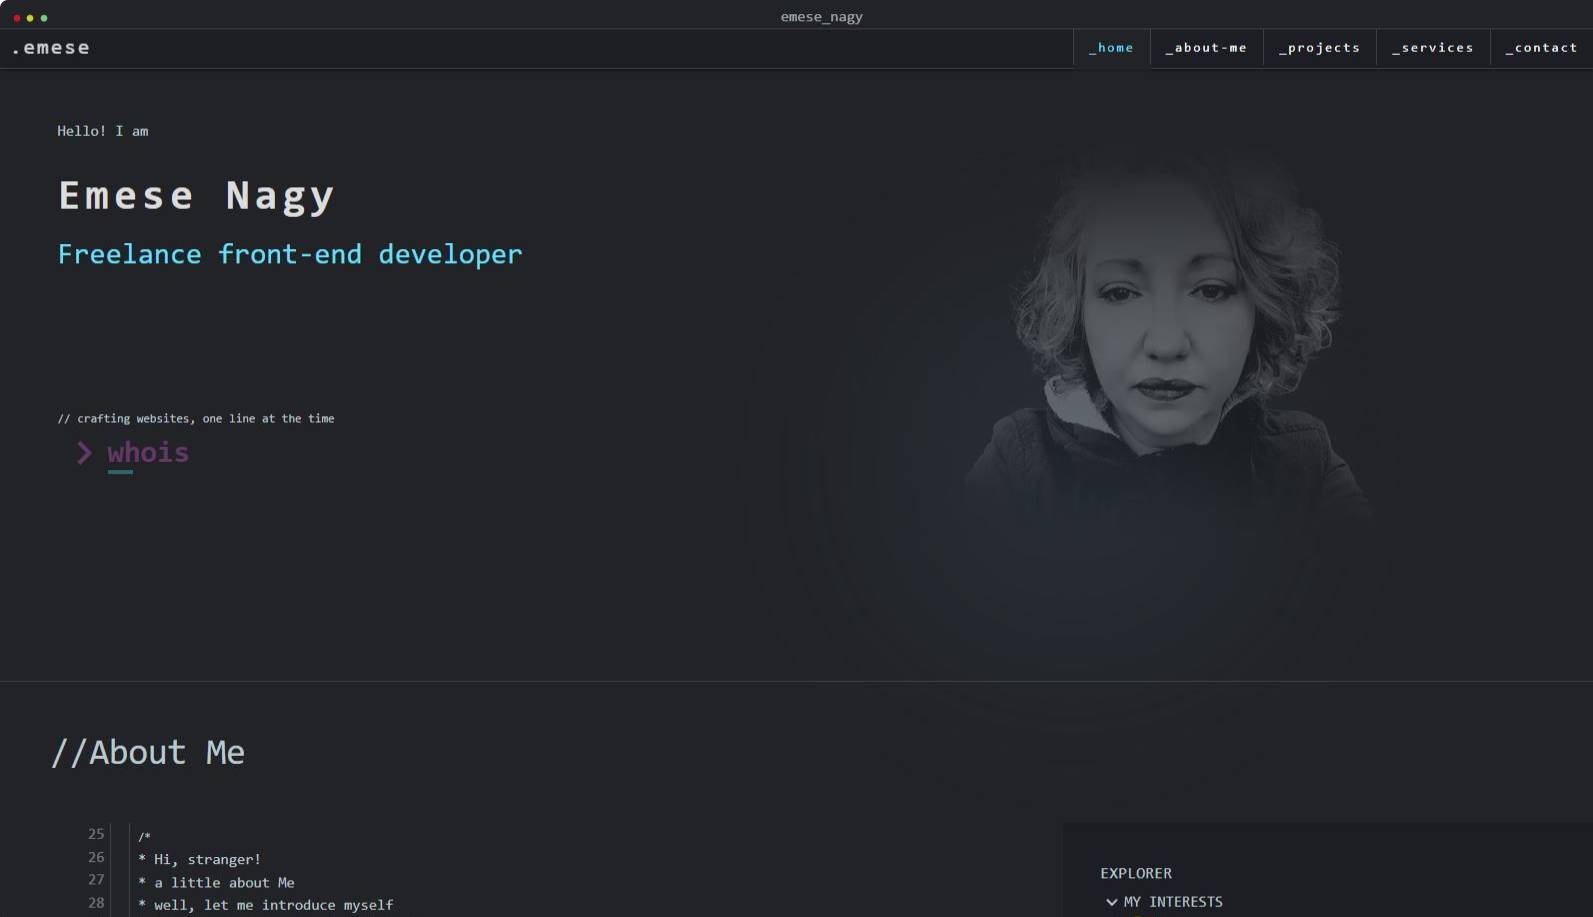 emese_nagy
.emese
_home _about-me _projects _services _contact
Hello! I am
Emese Nagy
Freelance front-end developer
// crafting websites, one line at the time
whois
//About Me
25 /*
26 * Hi, stranger!
27 * a little about Me
28 * well, let me introduce myself
EXPLORER
MY INTERESTS